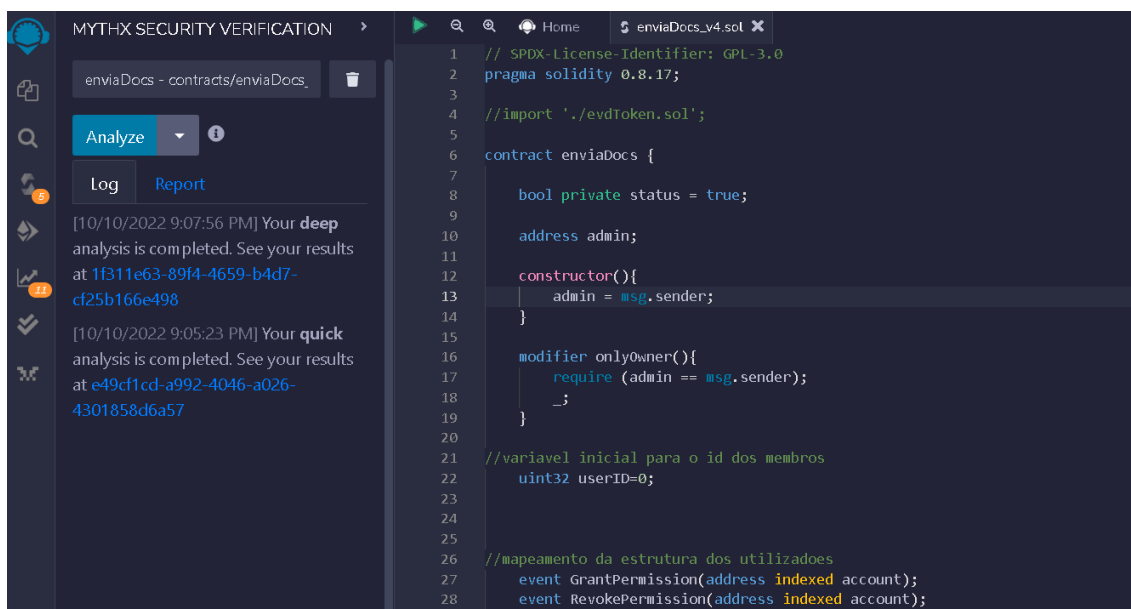 MYTHX SECURITY VERIFICATION
enviaDocs - contracts/enviaDocs_
Analyze
Log Report
[10/10/2022 9:07:56 PM] Your deep
analysis is completed. See your results
at 1f311e63-89f4-4659-b4d7-
cf25b166e498
[10/10/2022 9:05:23 PM] Your quick
analysis is completed. See your results
at e49cf1cd-a992-4046-a026-
4301858d6a57
5
11
Home enviaDocs_v4.sol
1 // SPDX-License-Identifier: GPL-3.0
2 pragma solidity 0.8.17;
3
4 //import './evdToken.sol';
5
6 contract enviaDocs {
7
8 bool private status = true;
9
10 address admin;
11
12 constructor(){
13 admin = msg.sender;
14 }
15
16 modifier onlyOwner(){
17 require (admin == msg.sender);
18 _;
19 }
20
21 //variavel inicial para o id dos membros
22 uint32 userID=0;
23
24
25
26 //mapeamento da estrutura dos utilizadoes
27 event GrantPermission(address indexed account);
28 event RevokePermission(address indexed account);